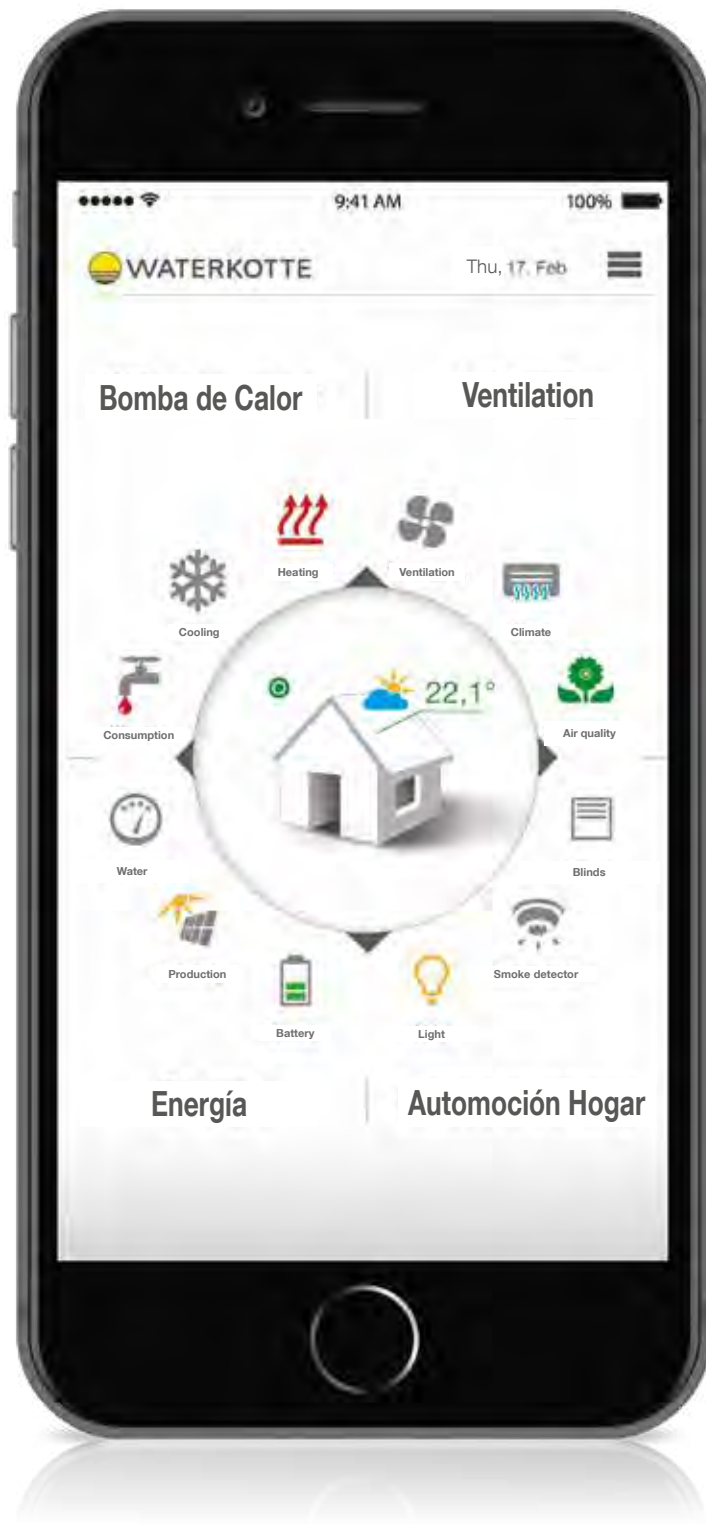 9:41 AM 100%
WATERKOTTE Thu, 17. Feb
Bomba de Calor Ventilation
Heating Ventilation
Cooling Climate
Consumption Air quality
22,1°
Water Blinds
Production Smoke detector
Battery Light
Energía Automoción Hogar